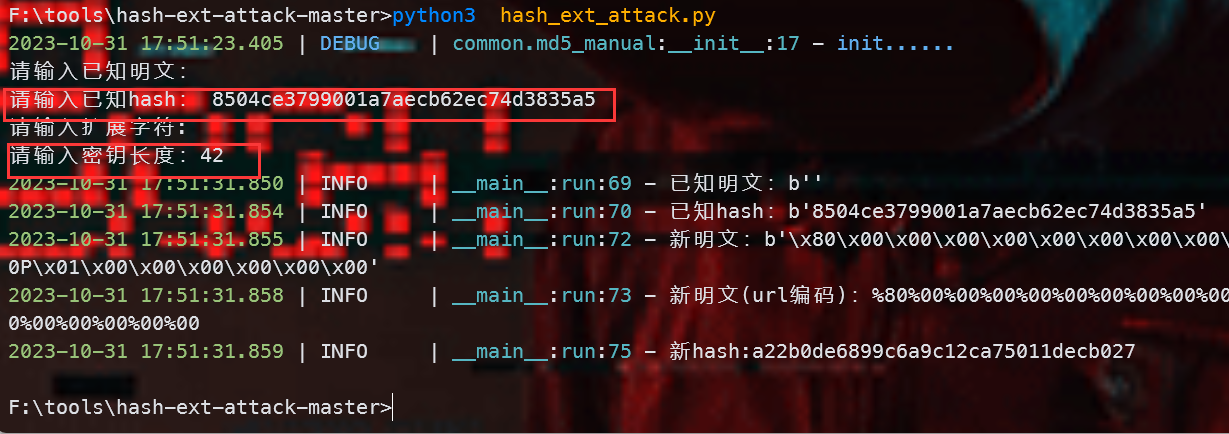 F:\tools\hash-ext-attack-master>python3  hash_ext_attack.py
2023-10-31 17:51:23.405 | DEBUG    | common.md5_manual:__init__:17 - init......
请输入已知明文:
请输入已知hash: 8504ce3799001a7aecb62ec74d3835a5
请输入扩展字符:
请输入密钥长度: 42
2023-10-31 17:51:31.850 | INFO     | __main__:run:69 - 已知明文: b''
2023-10-31 17:51:31.854 | INFO     | __main__:run:70 - 已知hash: b'8504ce3799001a7aecb62ec74d3835a5'
2023-10-31 17:51:31.855 | INFO     | __main__:run:72 - 新明文: b'\x80\x00\x00\x00\x00\x00\x00\x00\x00\x00
0P\x01\x00\x00\x00\x00\x00\x00'
2023-10-31 17:51:31.858 | INFO     | __main__:run:73 - 新明文(url编码): %80%00%00%00%00%00%00%00%00%00
0%00%00%00%00%00
2023-10-31 17:51:31.859 | INFO     | __main__:run:75 - 新hash:a22b0de6899c6a9c12ca75011decb027
F:\tools\hash-ext-attack-master>